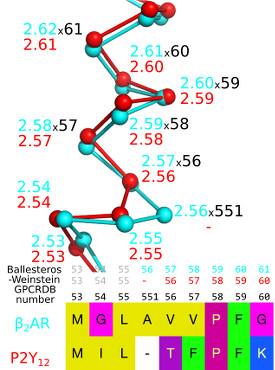 2.62x61
2.61
2.61x60
2.60
2.60x59
2.59
2.58x57
2.57
2.59x58
2.58
2.57x56
2.56
2.54
2.54
2.56x551
-
2.53
2.53
2.55
2.55
Ballesteros 53 54 55 56 57 58 59 60 61
-Weinstein 53 54 55 - 56 57 58 59 60
GPCRDB
number 53 54 55 551 56 57 58 59 60
β2AR M G L A V V P F G
P2Y12 M I L - T F P F K